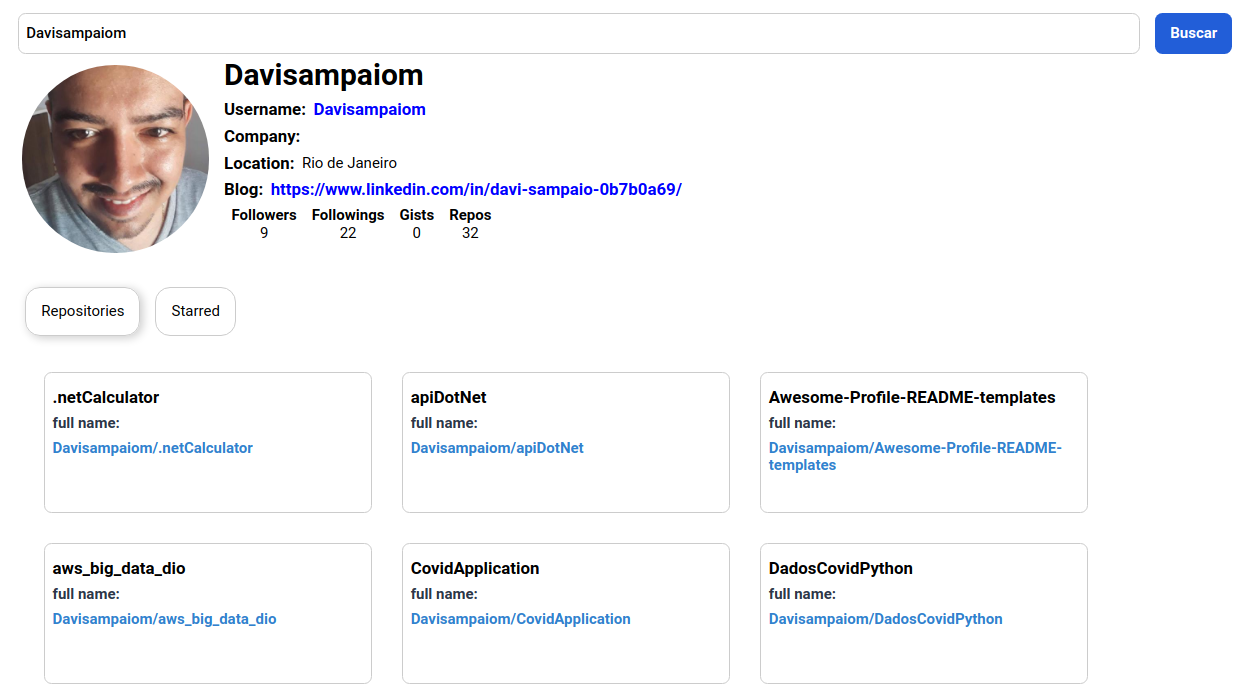 Davisampaiom Buscar
Davisampaiom
Username: Davisampaiom
Company:
Location: Rio de Janeiro
Blog: https://www.linkedin.com/in/davi-sampaio-0b7b0a69/
Followers Followings Gists Repos
9 22 0 32
Repositories Starred
.netCalculator
full name:
Davisampaiom/.netCalculator
apiDotNet
full name:
Davisampaiom/apiDotNet
Awesome-Profile-README-templates
full name:
Davisampaiom/Awesome-Profile-README-
templates
aws_big_data_dio
full name:
Davisampaiom/aws_big_data_dio
CovidApplication
full name:
Davisampaiom/CovidApplication
DadosCovidPython
full name:
Davisampaiom/DadosCovidPython